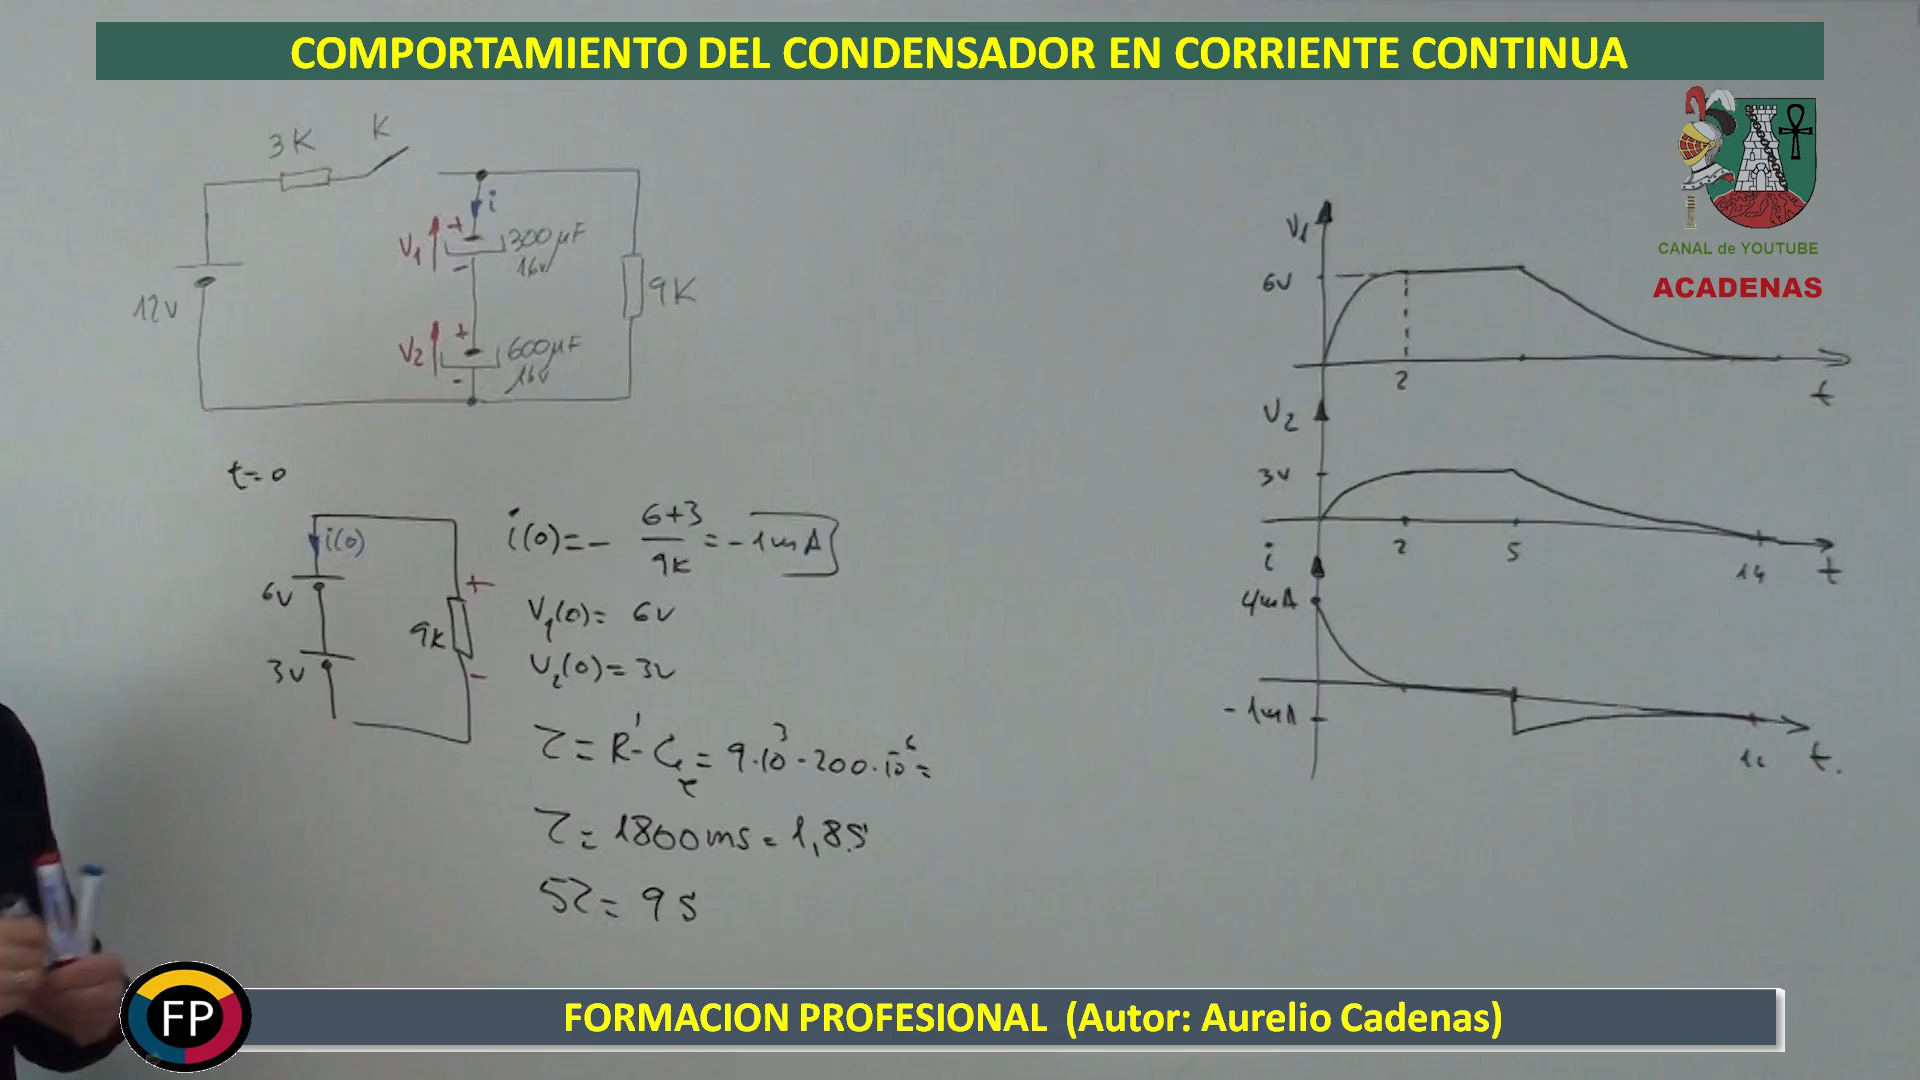 COMPORTAMIENTO DEL CONDENSADOR EN CORRIENTE CONTINUA
3K
K
i
V1
+
-
300µF
16v
12v
9K
V2
+
-
600µF
16v
t=0
i(0)
6v
3v
9K
+
-
i(0)=- 6+3/9K = -1mA
V1(0)= 6v
V2(0)= 3v
τ = R'·CT = 9·10³·200·10⁻⁶=
τ = 1800ms = 1,8s
5τ = 9s
V1
6v
2
t
V2
3v
2
5
14
t
i
4mA
-1mA
t.
CANAL de YOUTUBE
ACADENAS
FP
FORMACION PROFESIONAL (Autor: Aurelio Cadenas)